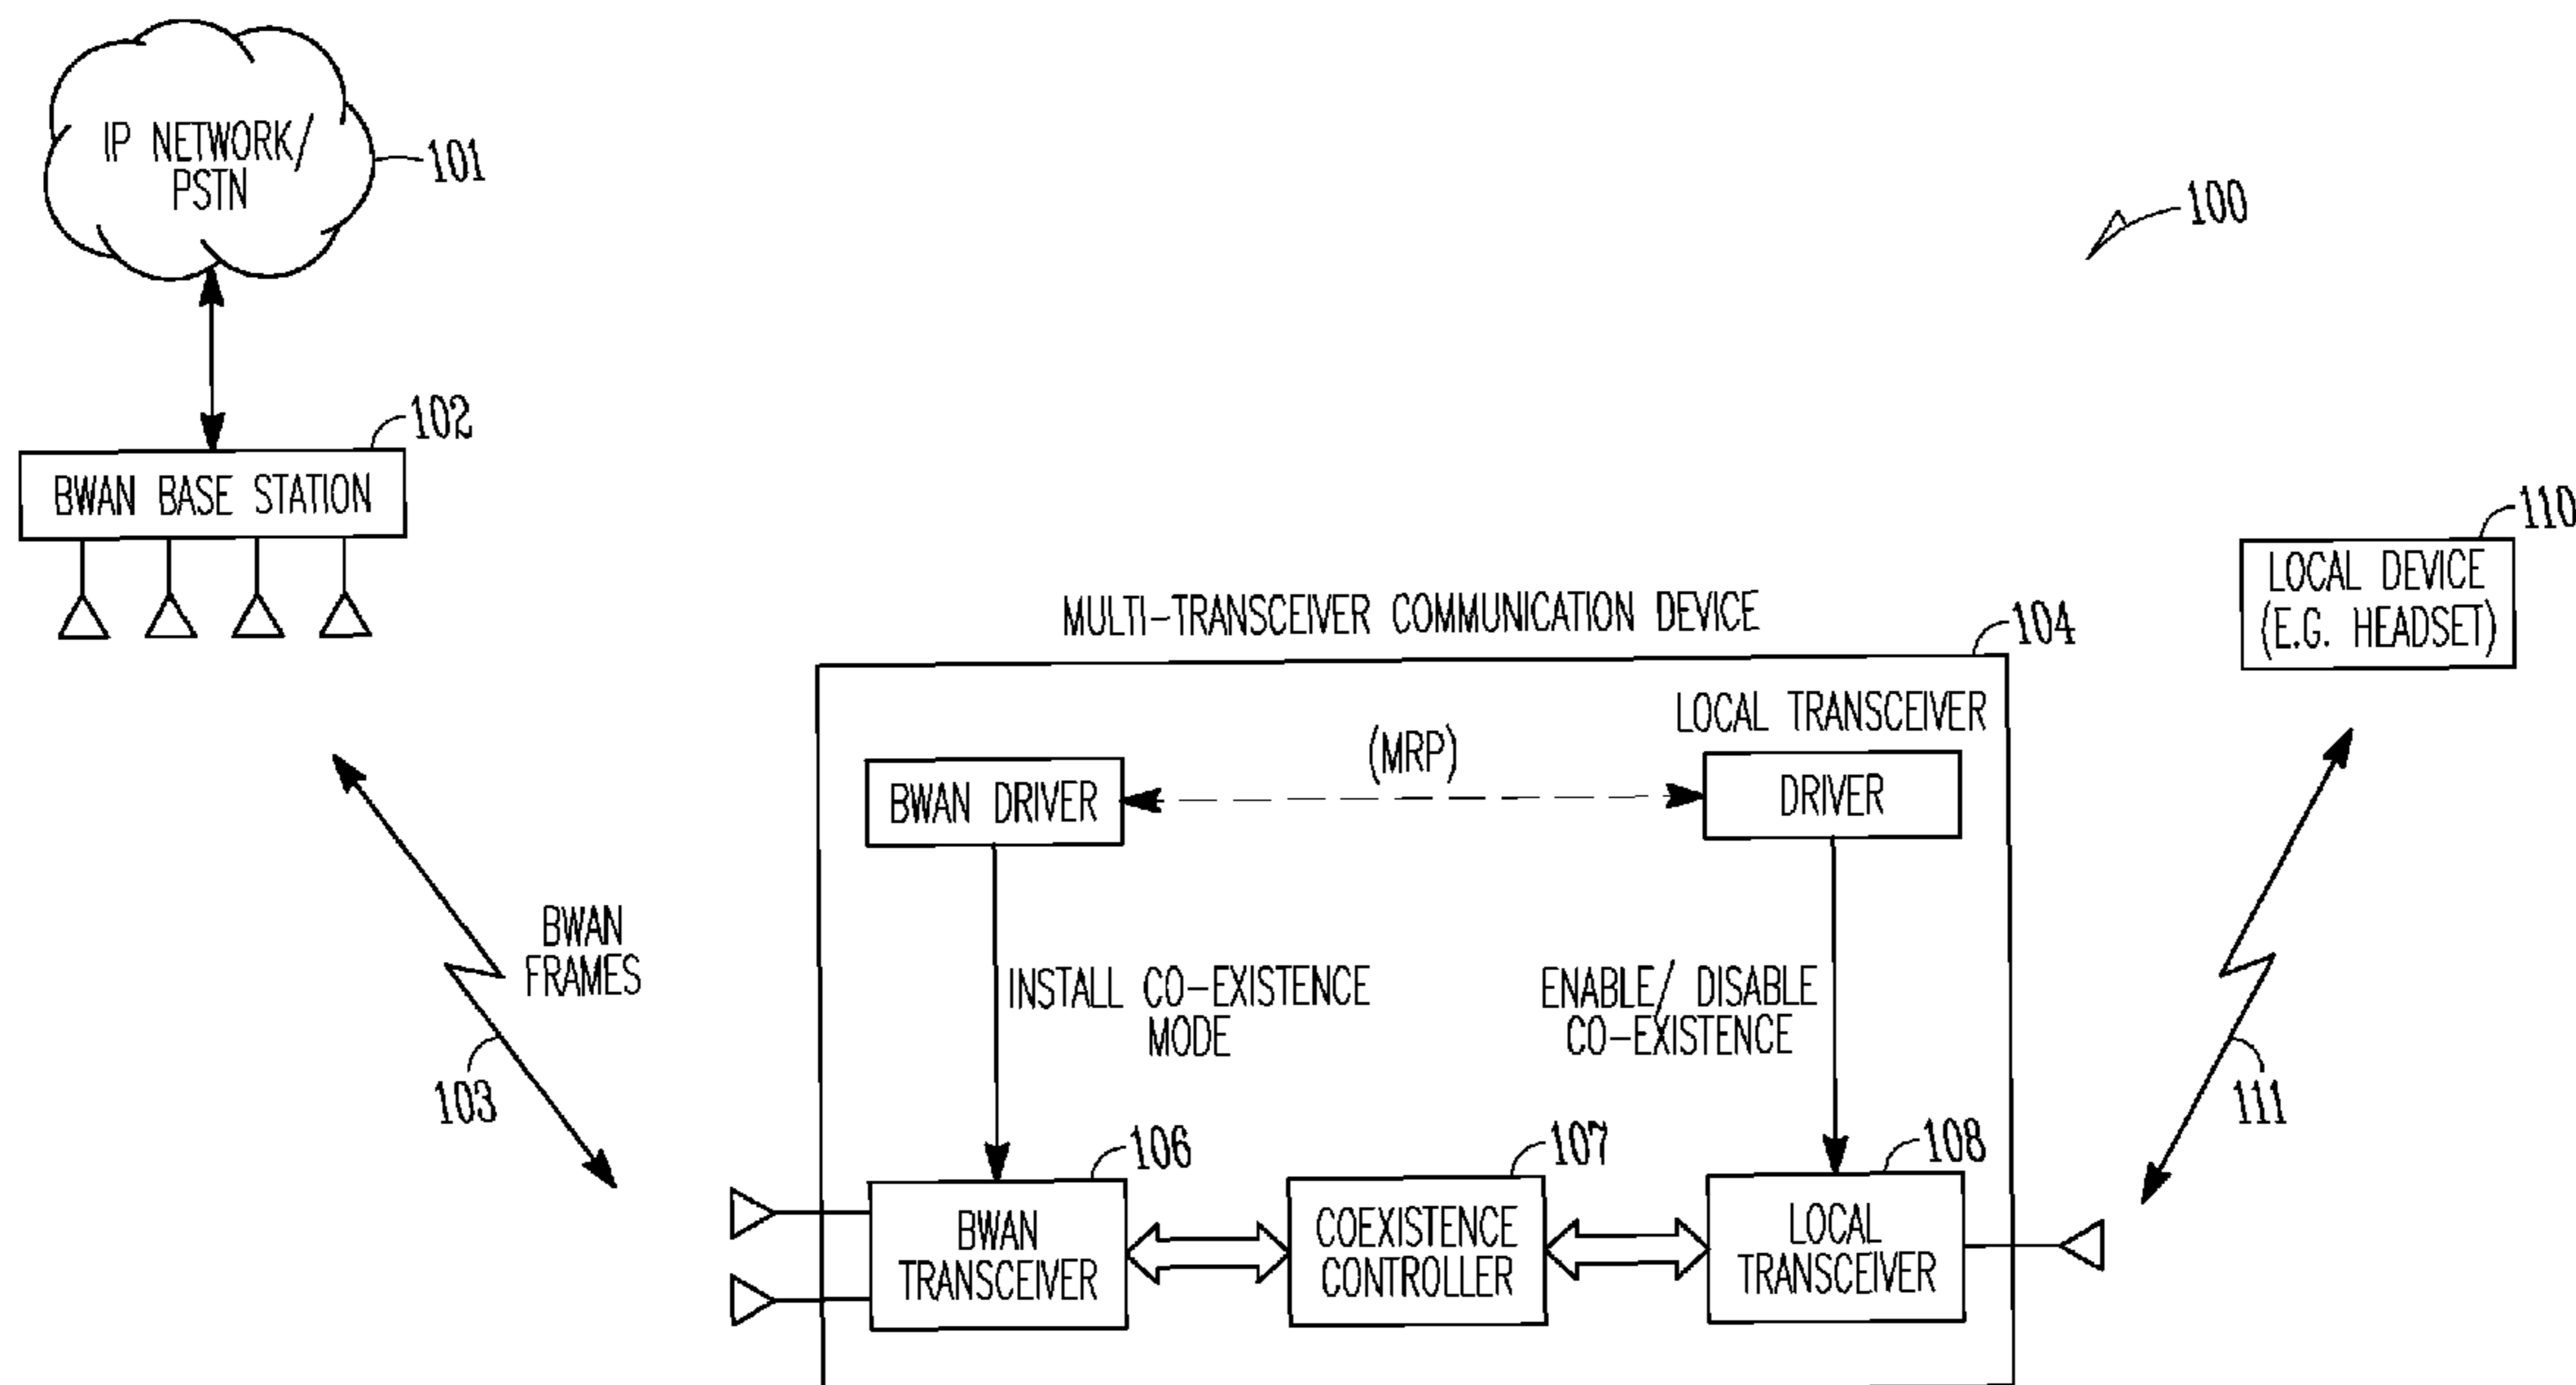 IP NETWORK/
PSTN
101
100
102
BWAN BASE STATION
110
LOCAL DEVICE
(E.G. HEADSET)
MULTI-TRANSCEIVER COMMUNICATION DEVICE
104
LOCAL TRANSCEIVER
(MRP)
BWAN DRIVER
DRIVER
BWAN
FRAMES
103
INSTALL CO-EXISTENCE
MODE
ENABLE/ DISABLE
CO-EXISTENCE
111
106
107
108
BWAN
TRANSCEIVER
COEXISTENCE
CONTROLLER
LOCAL
TRANSCEIVER